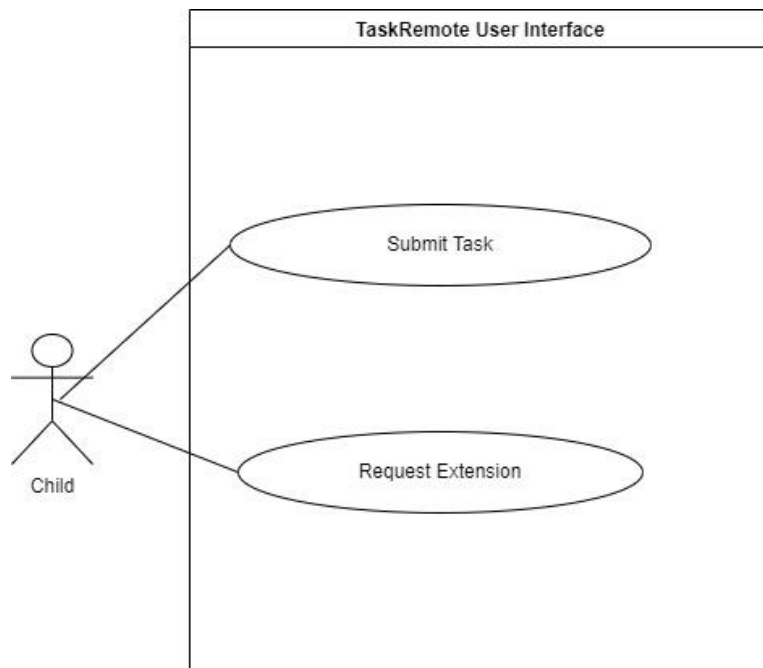 TaskRemote User Interface
Submit Task
Request Extension
Child